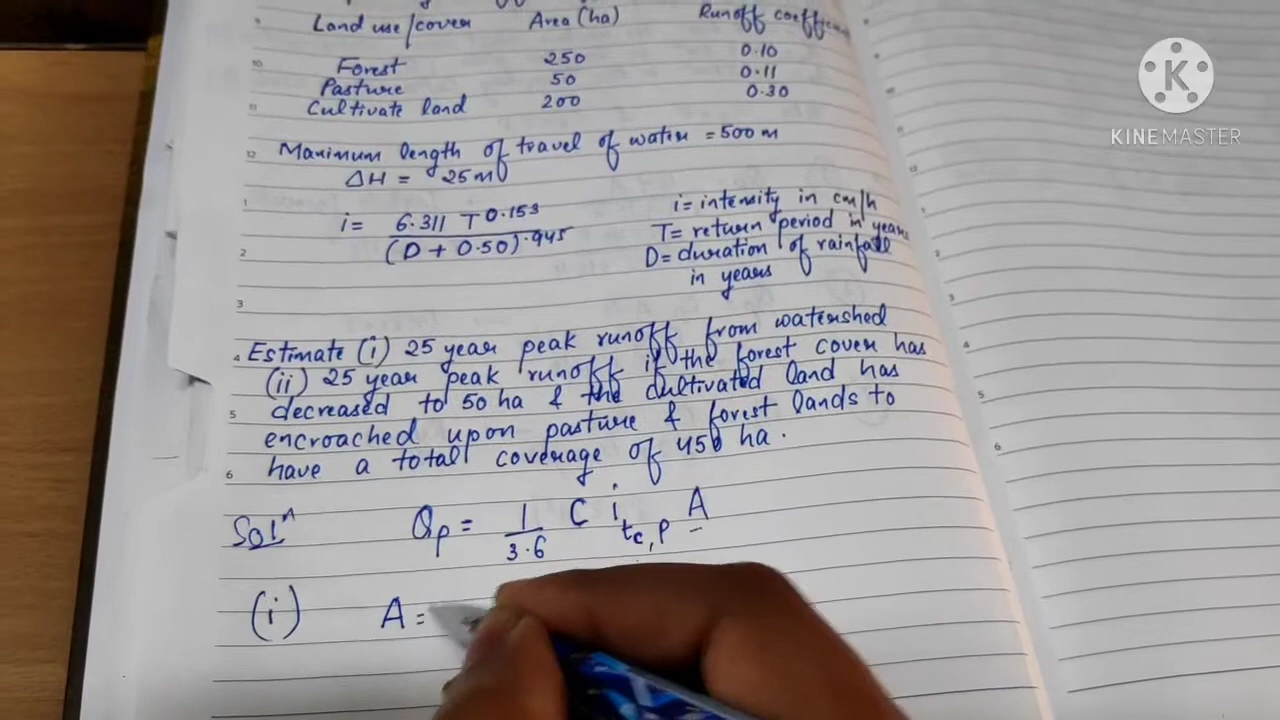 Land use/cover Area (ha) Runoff
Forest 250 0.10
Pasture 50 0.11
Cultivate land 200 0.30
Maximum length of travel of water = 500 m
ΔH = 25 m
i = 6.311 T^0.153 / (D + 0.50)^.945
i = intensity in cm/h
T = return period in years
D = duration of rainfall
in years
Estimate (i) 25 year peak runoff from watershed
(ii) 25 year peak runoff if the forest cover has
decreased to 50 ha & the cultivated land has
encroached upon pasture & forest lands to
have a total coverage of 450 ha.
Solⁿ Qp = 1/3.6 C i tc,p A
(i) A =
K
KINEMASTER